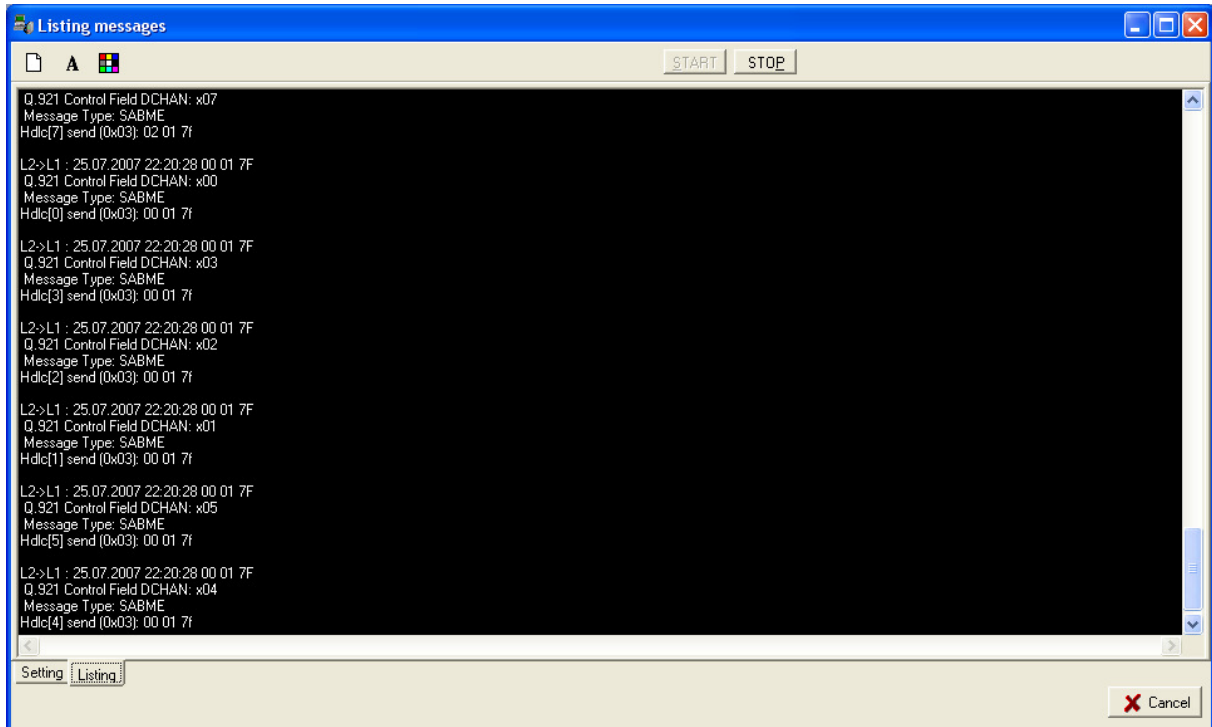 Listing messages
A
START STOP
Q.921 Control Field DCHAN: x07
Message Type: SABME
Hdlc[7] send (0x03): 02 01 7f
L2->L1 : 25.07.2007 22:20:28 00 01 7F
Q.921 Control Field DCHAN: x00
Message Type: SABME
Hdlc[0] send (0x03): 00 01 7f
L2->L1 : 25.07.2007 22:20:28 00 01 7F
Q.921 Control Field DCHAN: x03
Message Type: SABME
Hdlc[3] send (0x03): 00 01 7f
L2->L1 : 25.07.2007 22:20:28 00 01 7F
Q.921 Control Field DCHAN: x02
Message Type: SABME
Hdlc[2] send (0x03): 00 01 7f
L2->L1 : 25.07.2007 22:20:28 00 01 7F
Q.921 Control Field DCHAN: x01
Message Type: SABME
Hdlc[1] send (0x03): 00 01 7f
L2->L1 : 25.07.2007 22:20:28 00 01 7F
Q.921 Control Field DCHAN: x05
Message Type: SABME
Hdlc[5] send (0x03): 00 01 7f
L2->L1 : 25.07.2007 22:20:28 00 01 7F
Q.921 Control Field DCHAN: x04
Message Type: SABME
Hdlc[4] send (0x03): 00 01 7f
Setting Listing
Cancel